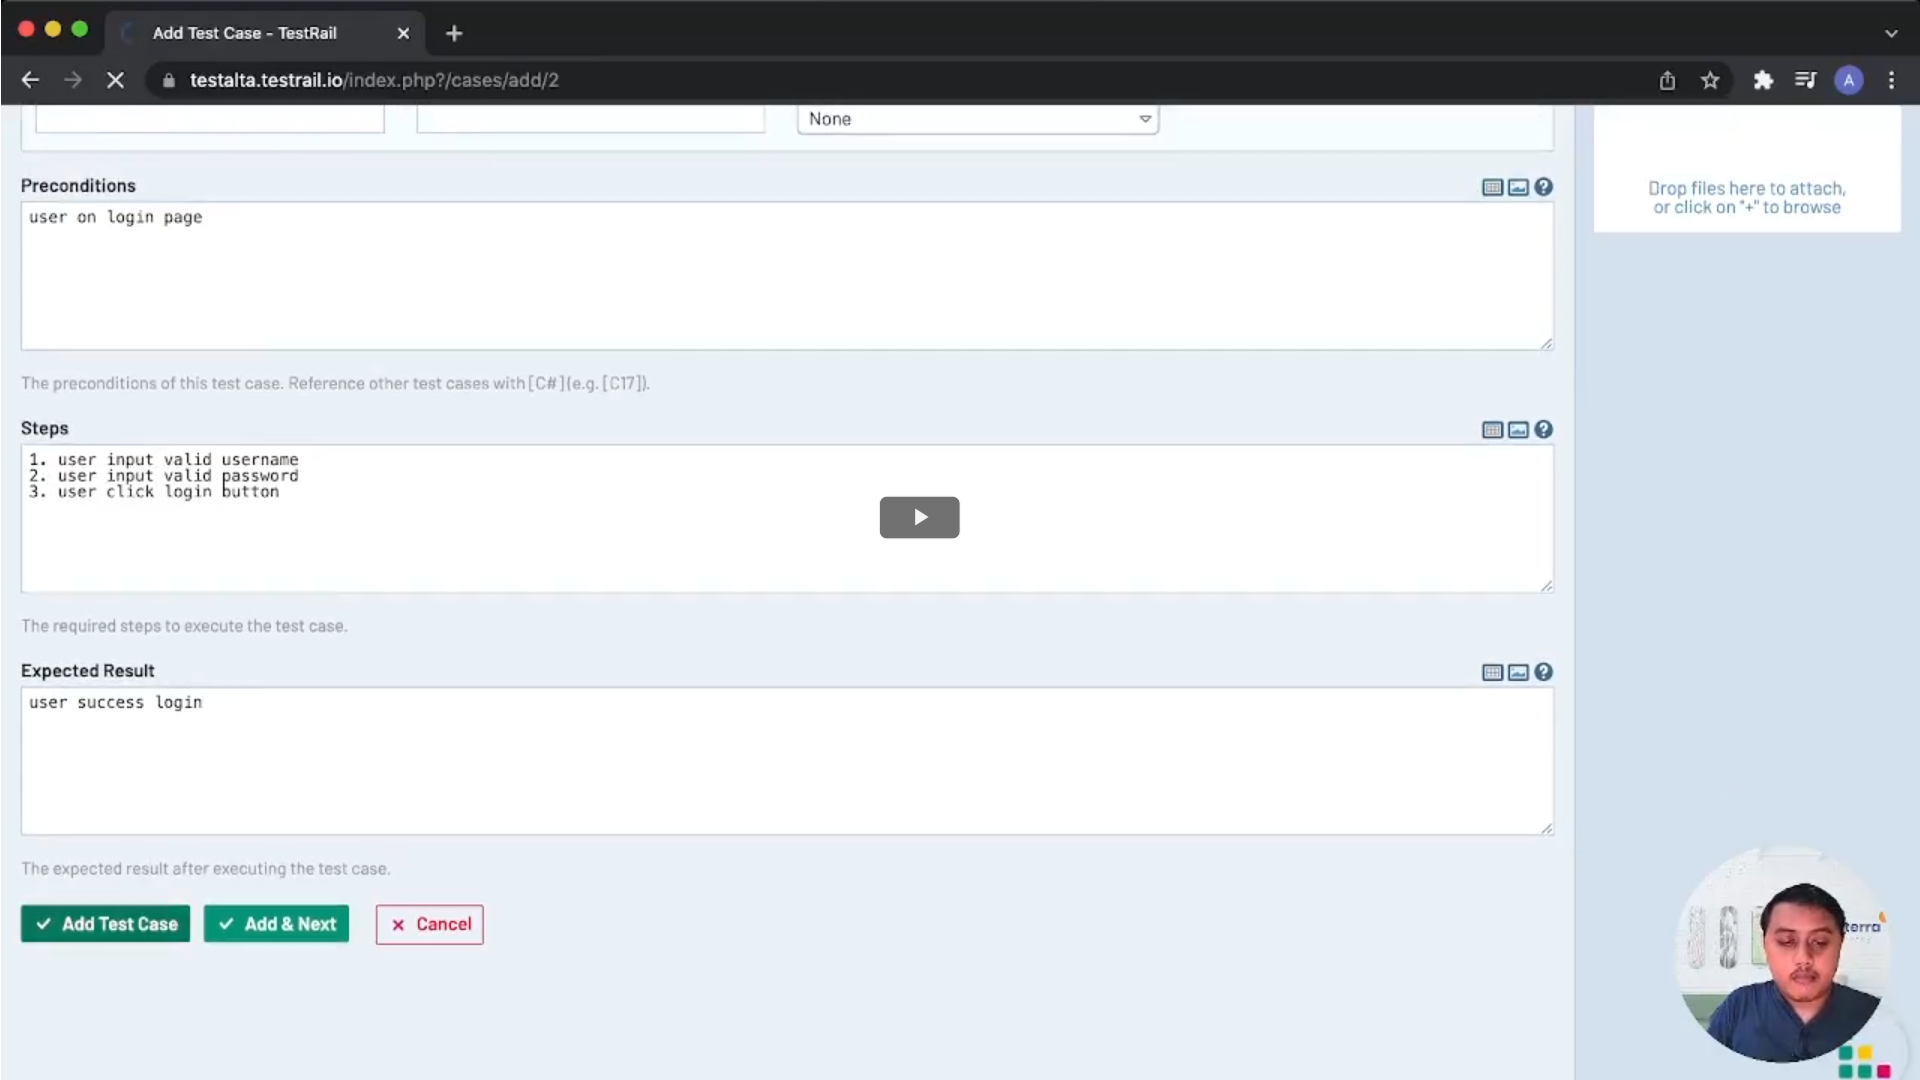 Add Test Case - TestRail
testalta.testrail.io/index.php?/cases/add/2
A
None
Preconditions
user on login page
Drop files here to attach,
or click on "+" to browse
The preconditions of this test case. Reference other test cases with [C#] (e.g. [C17]).
Steps
1. user input valid username
2. user input valid password
3. user click login button
The required steps to execute the test case.
Expected Result
user success login
The expected result after executing the test case.
Add Test Case
Add & Next
Cancel
terra